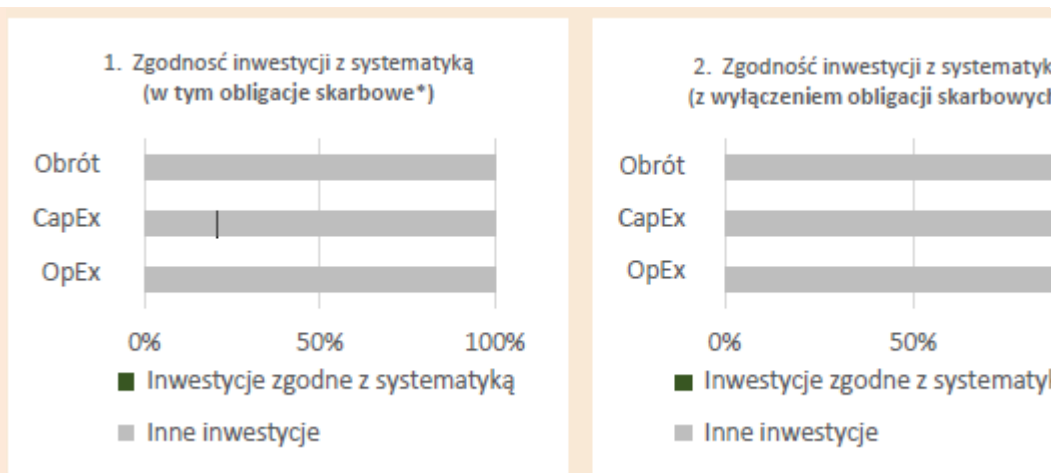 1. Zgodnosć inwestycji z systematyką
(w tym obligacje skarbowe*)
Obrót
CapEx
OpEx
0% 50% 100%
Inwestycje zgodne z systematyką
Inne inwestycje
2. Zgodność inwestycji z systematyk
(z wyłączeniem obligacji skarbowych
Obrót
CapEx
OpEx
0% 50%
Inwestycje zgodne z systematyk
Inne inwestycje